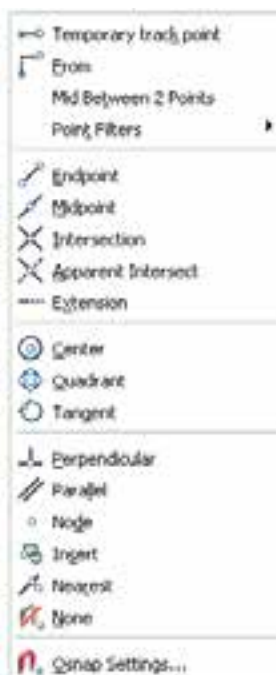 Temporary track point
From
Mid Between 2 Points
Point Filters
Endpoint
Midpoint
Intersection
Apparent Intersect
Extension
Center
Quadrant
Tangent
Perpendicular
Parallel
Node
Insert
Nearest
None
Osnap Settings...